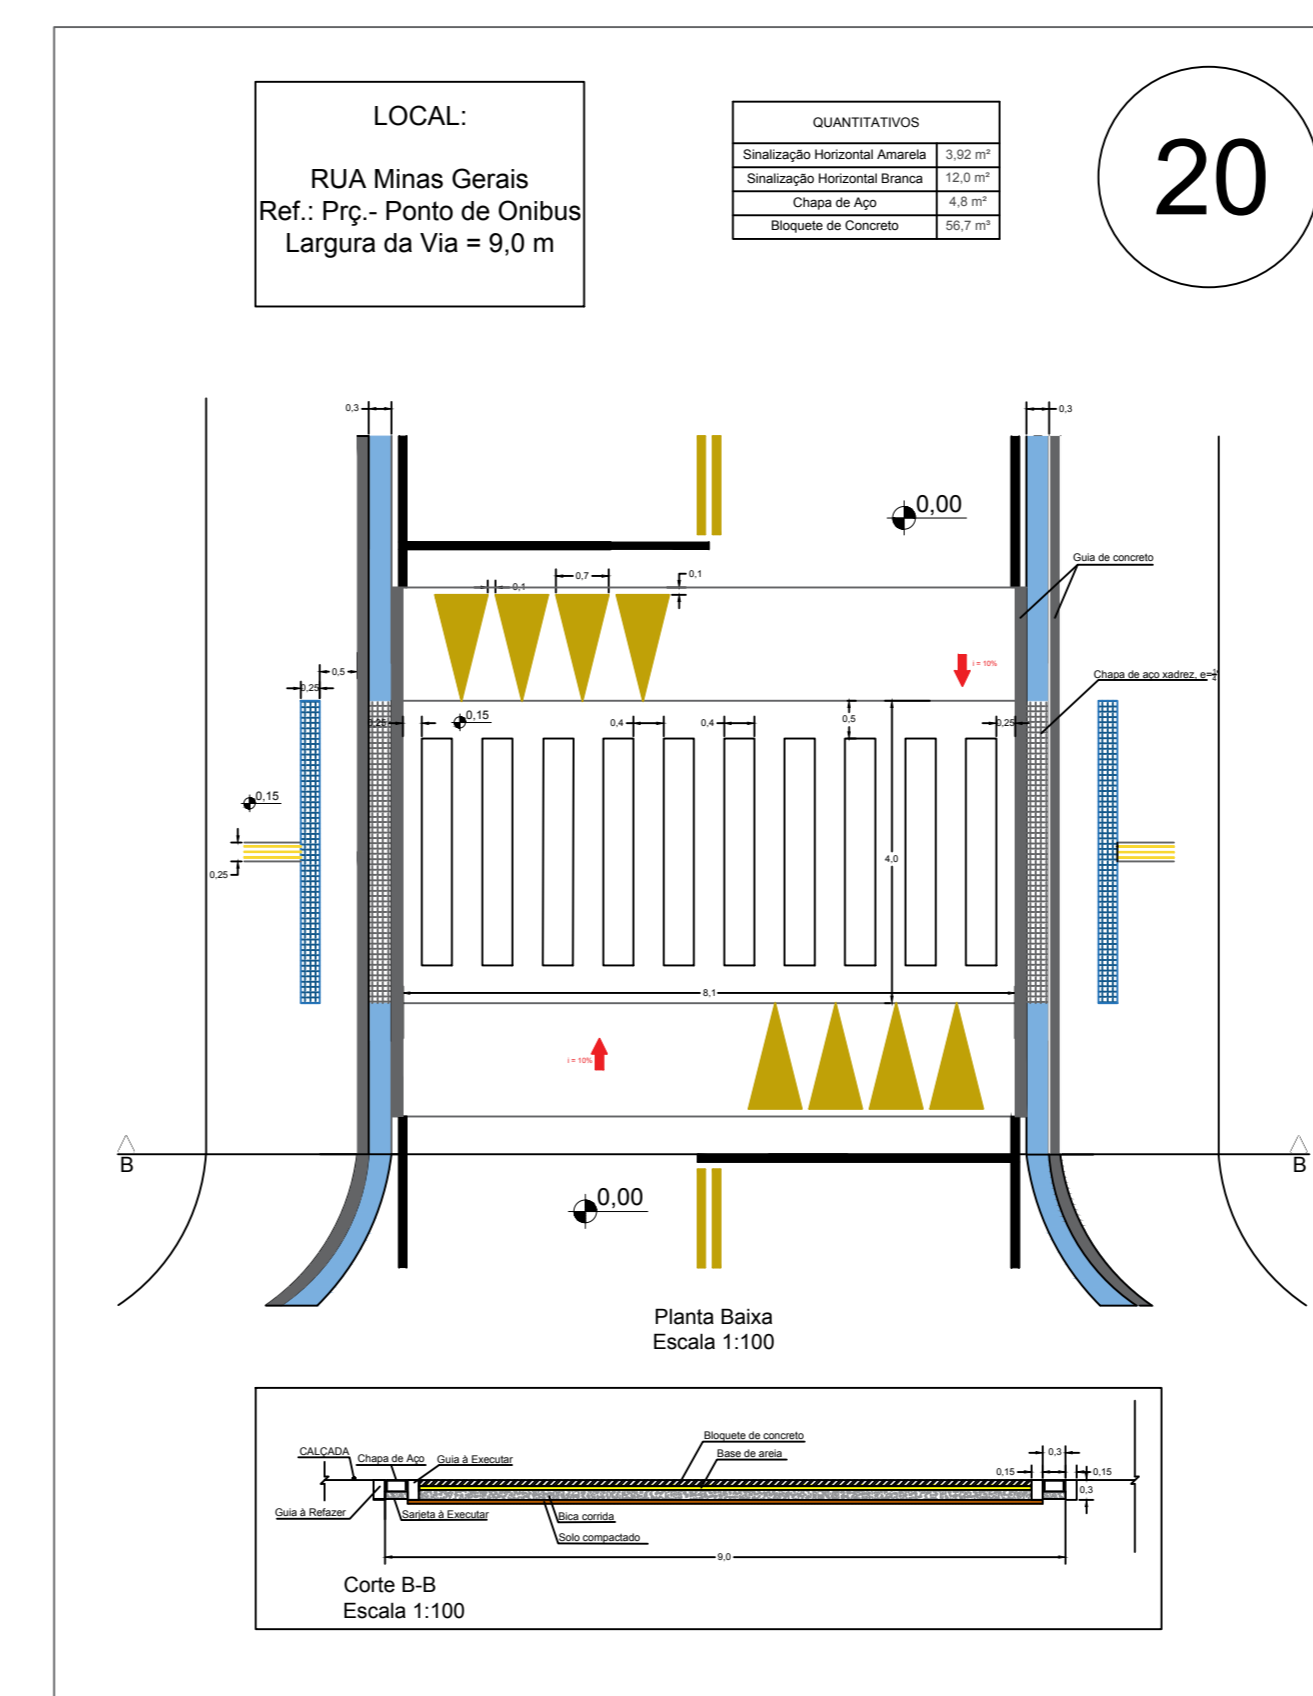 LOCAL:
RUA Minas Gerais
Ref.: Prç.- Ponto de Onibus
Largura da Via = 9,0 m
QUANTITATIVOS
Sinalização Horizontal Amarela 3,92 m²
Sinalização Horizontal Branca 12,0 m²
Chapa de Aço 4,8 m²
Bloquete de Concreto 56,7 m³
20
0,3
0,3
0,00
Guia de concreto
0,1
0,7
0,1
0,5
i = 10%
Chapa de aço xadrez, e=
0,25
0,25
0,15
0,4
0,4
0,5
0,25
0,15
4,0
0,25
8,1
i = 10%
B
B
0,00
Planta Baixa
Escala 1:100
Bloquete de concreto
Base de areia
CALÇADA
Chapa de Aço
Guia à Executar
0,3
0,15
0,15
0,3
Guia à Refazer
Sarjeta à Executar
Bica corrida
Solo compactado
9,0
Corte B-B
Escala 1:100